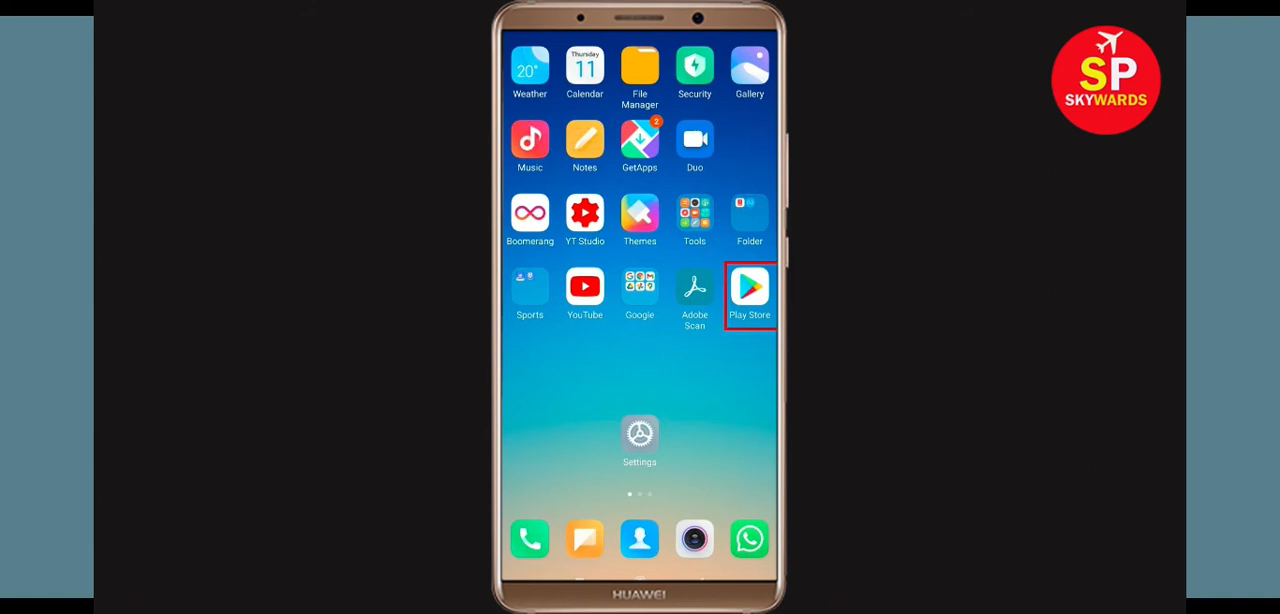 SP
SKYWARDS
20°
Thursday
11
Weather
Calendar
File
Manager
Security
Gallery
2
Music
Notes
GetApps
Duo
Boomerang
YT Studio
Themes
Tools
Folder
Sports
YouTube
Google
Adobe
Scan
Play Store
Settings
HUAWEI